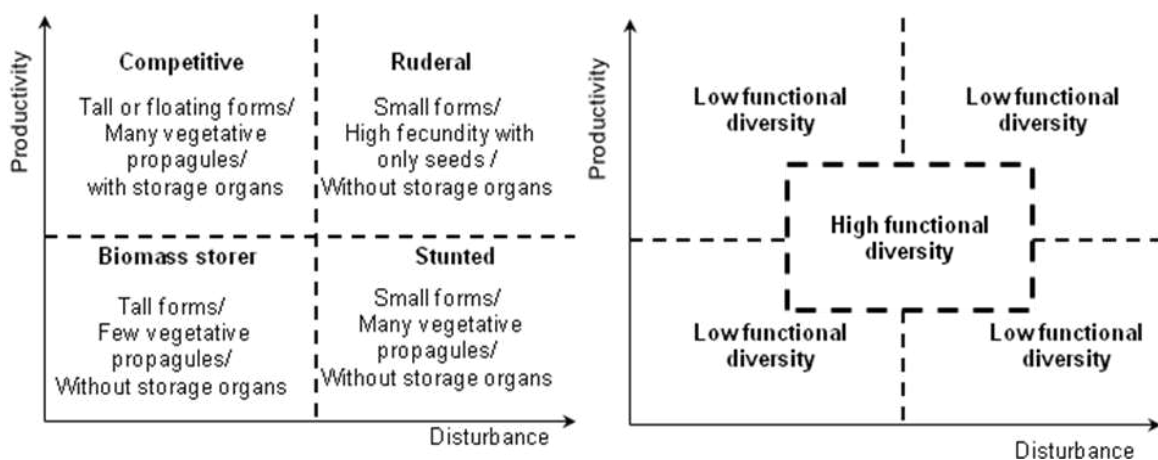 Productivity
Competitive
Tall or floating forms/
Many vegetative
propagules/
with storage organs
Ruderal
Small forms/
High fecundity with
only seeds /
Without storage organs
Biomass storer
Tall forms/
Few vegetative
propagules/
Without storage organs
Stunted
Small forms/
Many vegetative
propagules/
Without storage organs
Disturbance
Productivity
Low functional
diversity
Low functional
diversity
High functional
diversity
Low functional
diversity
Low functional
diversity
Disturbance